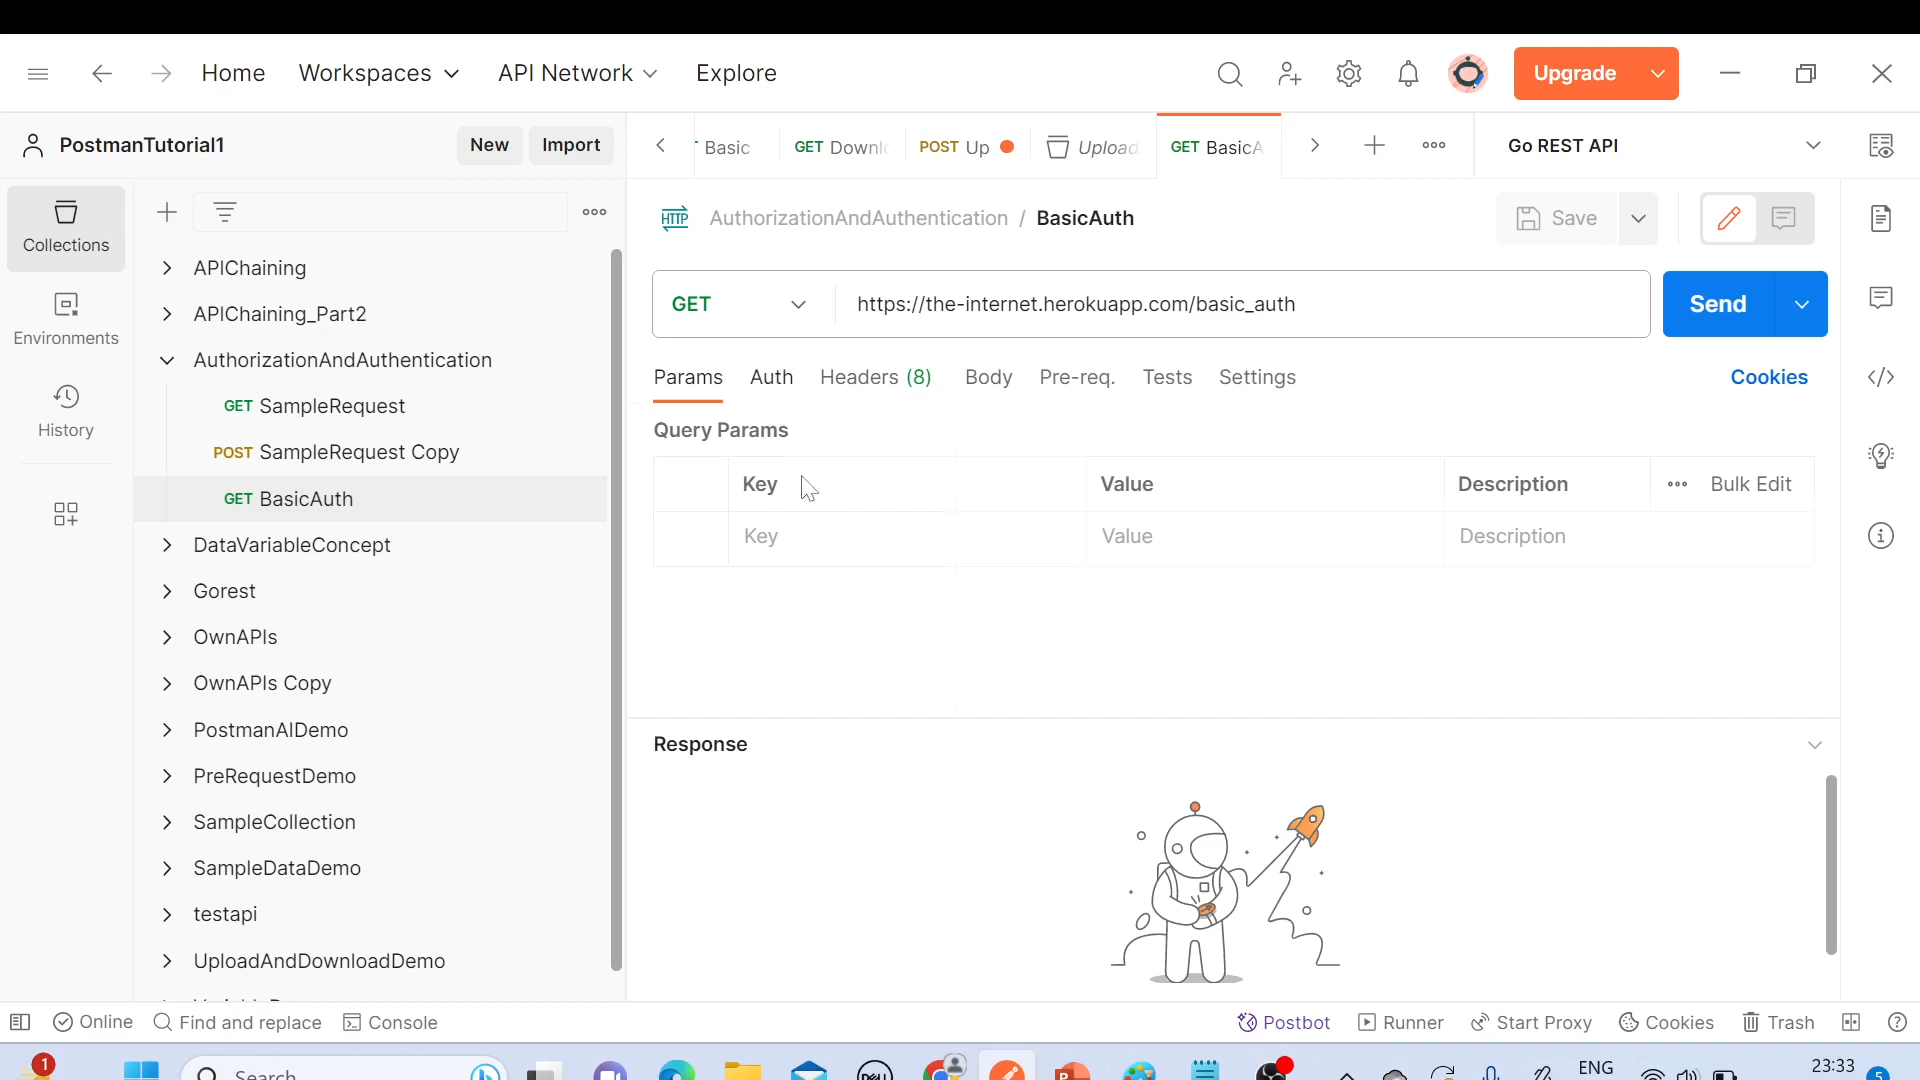 Home Workspaces API Network Explore Upgrade
PostmanTutorial1 New Import
Basic GET Downlo POST Up Upload GET BasicA Go REST API
Collections
Environments
History
APIChaining
APIChaining_Part2
AuthorizationAndAuthentication
GET SampleRequest
POST SampleRequest Copy
GET BasicAuth
DataVariableConcept
Gorest
OwnAPIs
OwnAPIs Copy
PostmanAIDemo
PreRequestDemo
SampleCollection
SampleDataDemo
testapi
UploadAndDownloadDemo
HTTP AuthorizationAndAuthentication / BasicAuth Save
GET https://the-internet.herokuapp.com/basic_auth Send
Params Auth Headers (8) Body Pre-req. Tests Settings Cookies
Query Params
Key Value Description Bulk Edit
Key Value Description
Response
Online Find and replace Console Postbot Runner Start Proxy Cookies Trash
1 Search DELL ENG 23:33 5